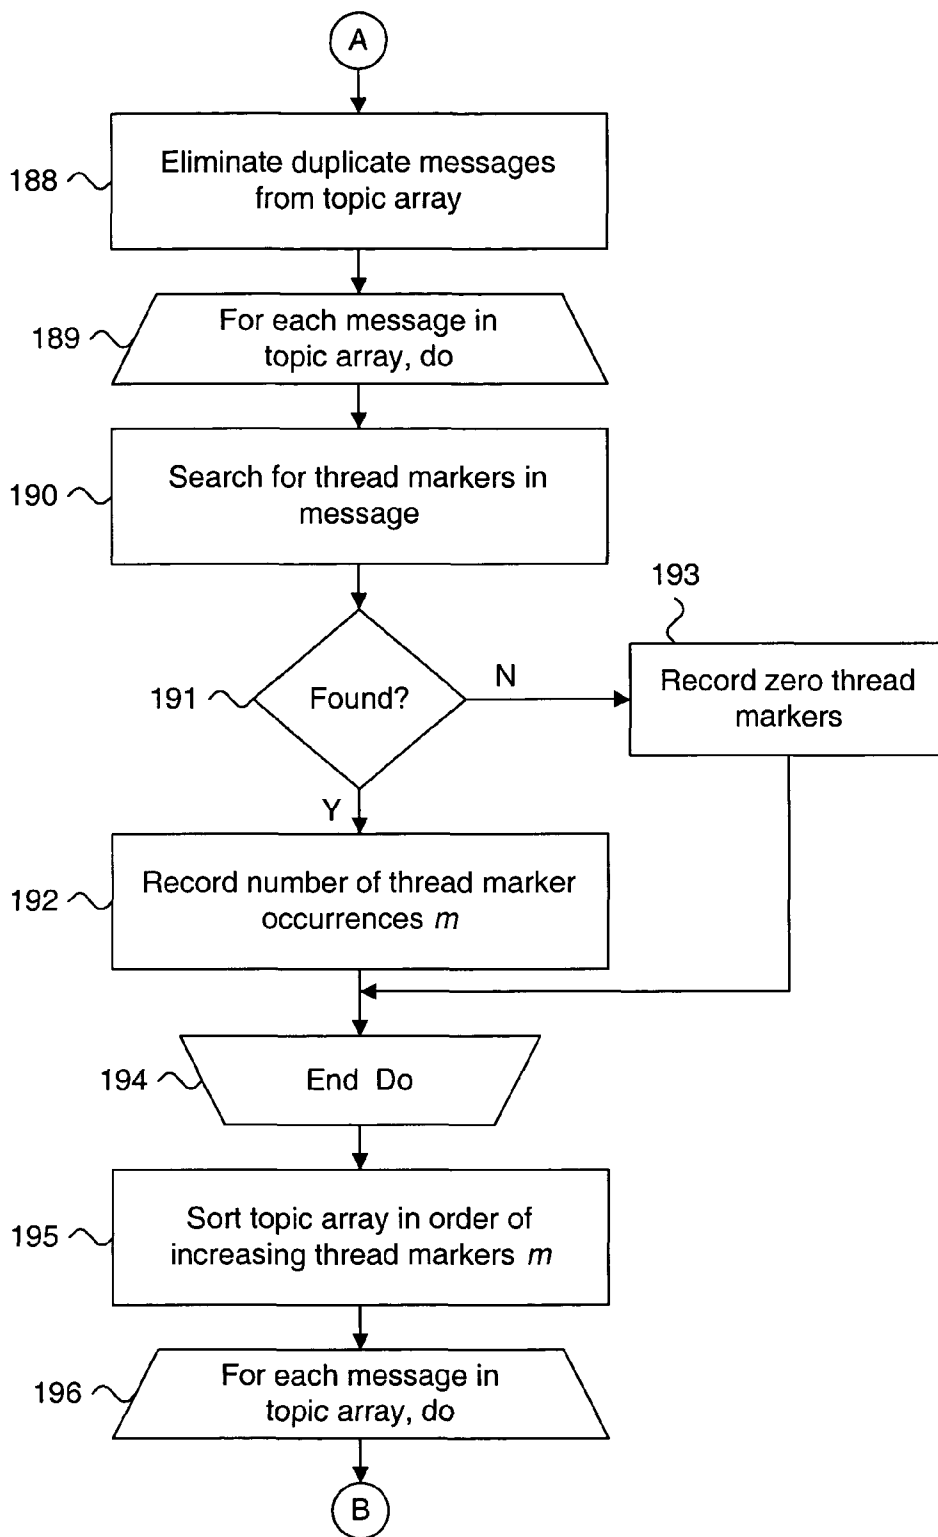 A
188
Eliminate duplicate messages
from topic array
189
For each message in
topic array, do
190
Search for thread markers in
message
193
191
Found?
N
Record zero thread
markers
Y
192
Record number of thread marker
occurrences m
194
End Do
195
Sort topic array in order of
increasing thread markers m
196
For each message in
topic array, do
B